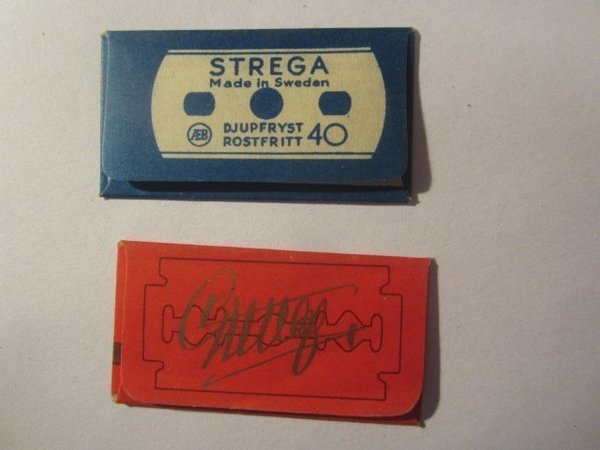 STREGA
Made in Sweden
ÆB DJUPFRYST 40
ROSTFRITT